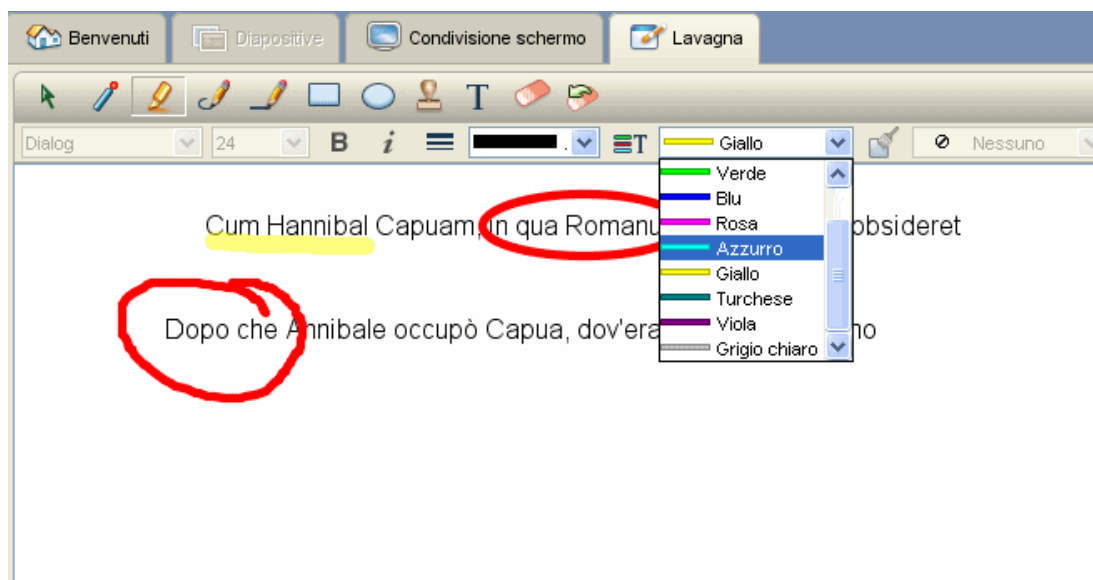 Benvenuti Diapositive Condivisione schermo Lavagna
T
Dialog 24 B i T Giallo Nessuno
Verde
Blu
Rosa
Azzurro
Giallo
Turchese
Viola
Grigio chiaro
Cum Hannibal Capuam, in qua Romanu obsideret
Dopo che Annibale occupò Capua, dov'era no